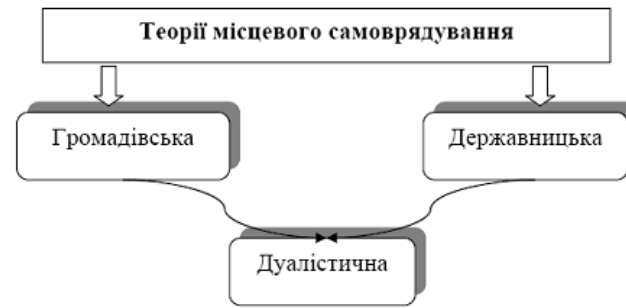 Теорії місцевого самоврядування
Громадівська
Державницька
Дуалістична